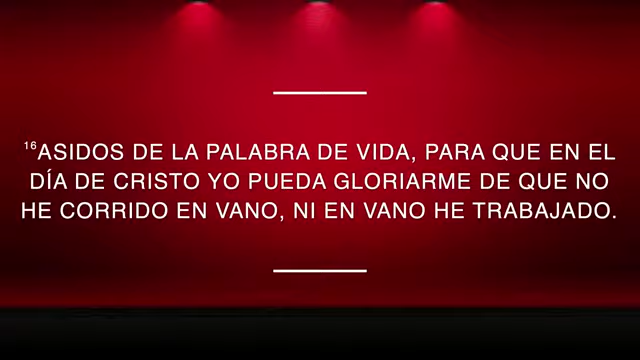 ¹⁶ASIDOS DE LA PALABRA DE VIDA, PARA QUE EN EL
DÍA DE CRISTO YO PUEDA GLORIARME DE QUE NO
HE CORRIDO EN VANO, NI EN VANO HE TRABAJADO.